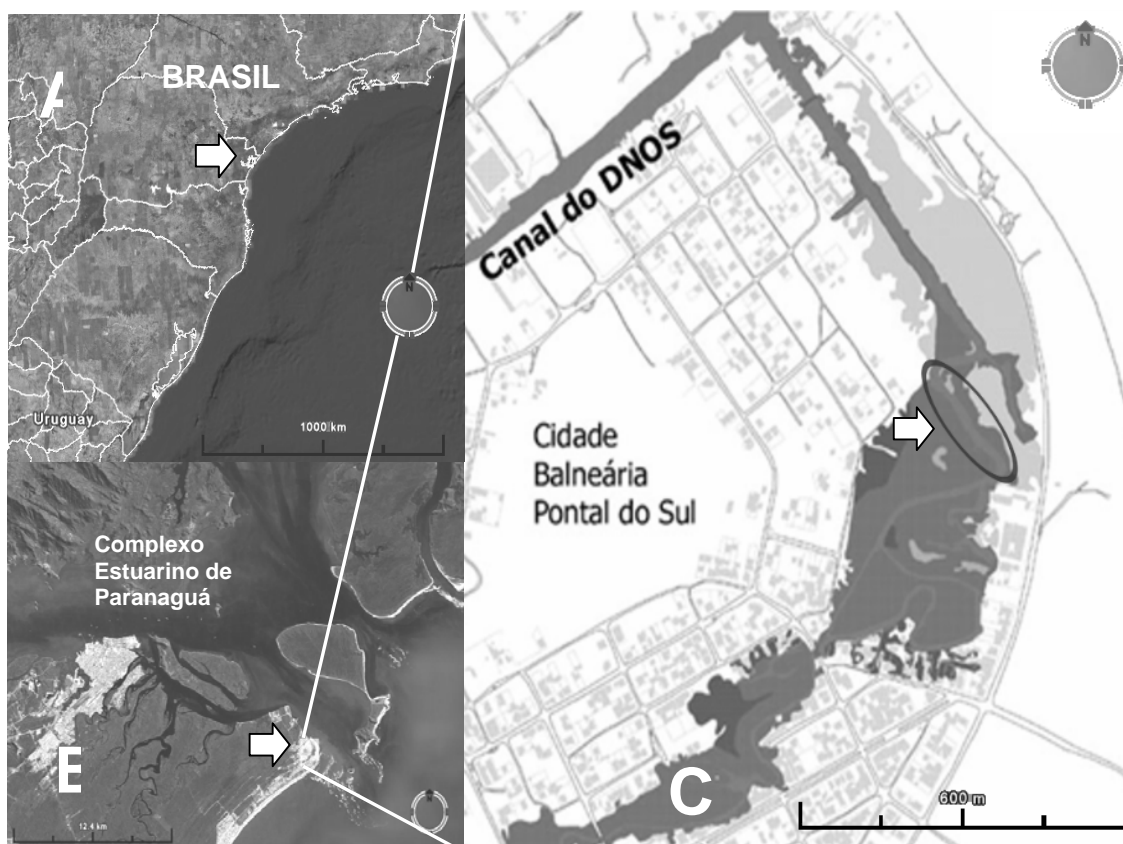 A
BRASIL
N
Uruguay
1000 km
Complexo
Estuarino de
Paranaguá
12.4 km
N
Canal do DNOS
Cidade
Balneária
Pontal do Sul
C
600 m
N